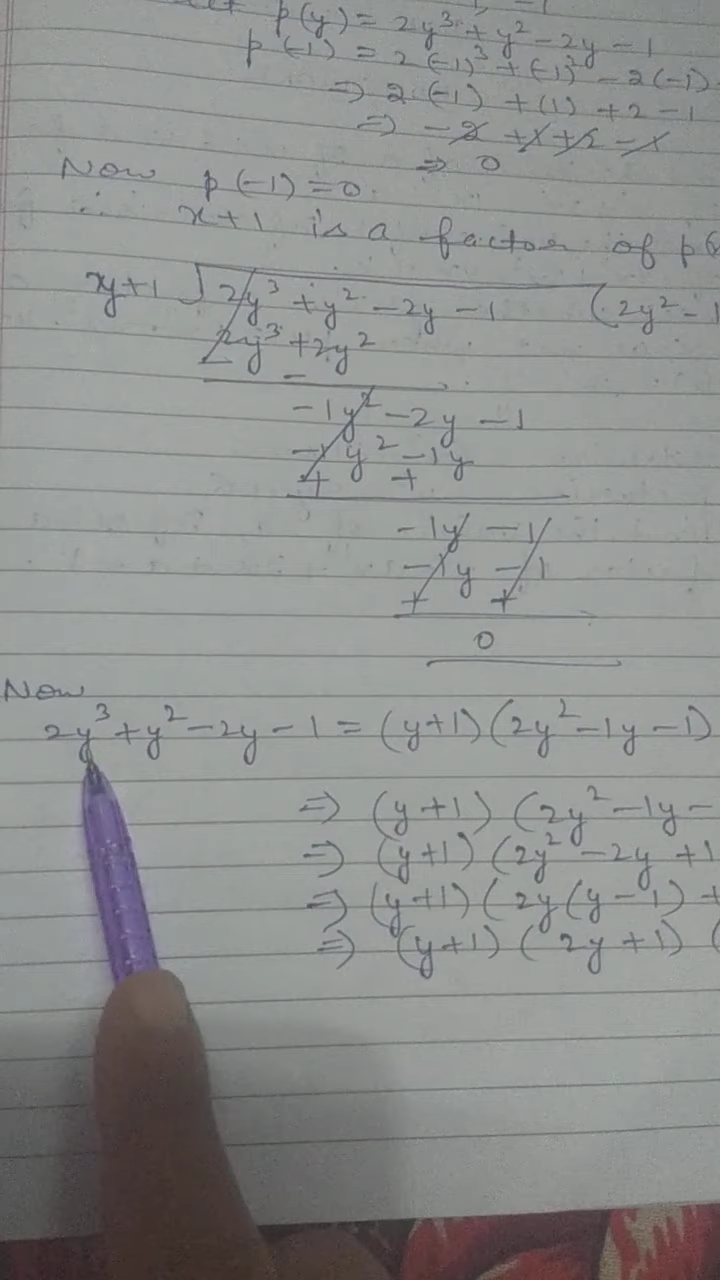 p(y) = 2y³ + y² - 2y - 1
p(-1) = 2(-1)³ + (-1)² - 2(-1)
⇒ 2(-1) + (1) + 2 - 1
⇒ -2 + 1 + 2 - 1
⇒ 0
Now p(-1) = 0
∴ x+1 is a factor of p(
xy+1 ) 2y³ + y² - 2y - 1 ( 2y² - 1
2y³ + 2y²
- -
-1y² - 2y - 1
-1y² - 1y
+ +
-1y - 1
-1y - 1
+ +
0
Now
2y³ + y² - 2y - 1 = (y+1) (2y² - 1y - 1)
⇒ (y+1) (2y² - 1y -
⇒ (y+1) (2y² - 2y + 1
⇒ (y+1) ( 2y (y - 1) +
⇒ (y+1) ( 2y + 1) (